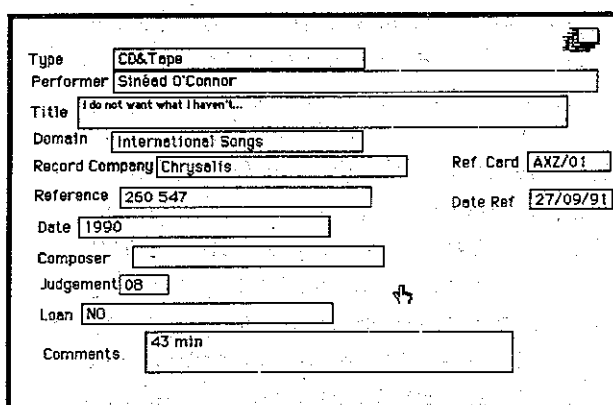 Type CD&Tape
Performer Sinéad O'Connor
Title I do not want what I haven't...
Domain International Songs
Record Company Chrysalis Ref. Card AXZ/01
Reference 260 547 Date Ref 27/09/91
Date 1990
Composer -
Judgement 08
Loan NO
Comments. 43 min